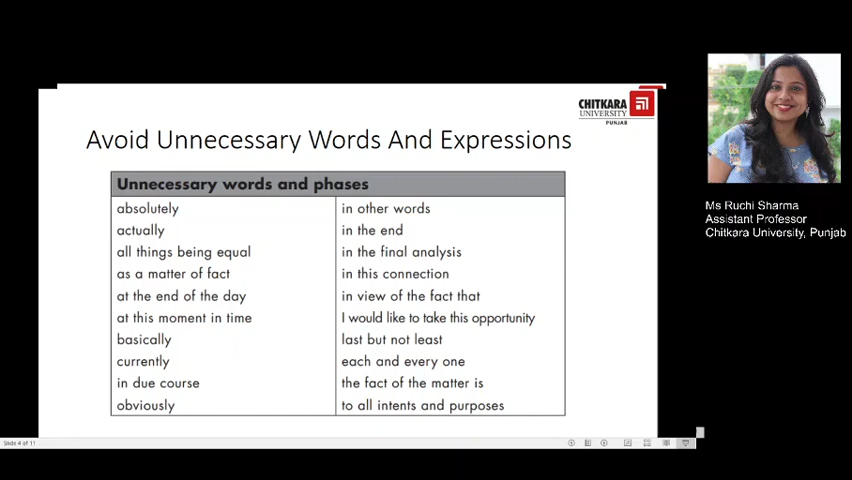 CHITKARA
UNIVERSITY
PUNJAB
Avoid Unnecessary Words And Expressions
Unnecessary words and phases
absolutely in other words
actually in the end
all things being equal in the final analysis
as a matter of fact in this connection
at the end of the day in view of the fact that
at this moment in time I would like to take this opportunity
basically last but not least
currently each and every one
in due course the fact of the matter is
obviously to all intents and purposes
Ms Ruchi Sharma
Assistant Professor
Chitkara University, Punjab
Slide 4 of 11